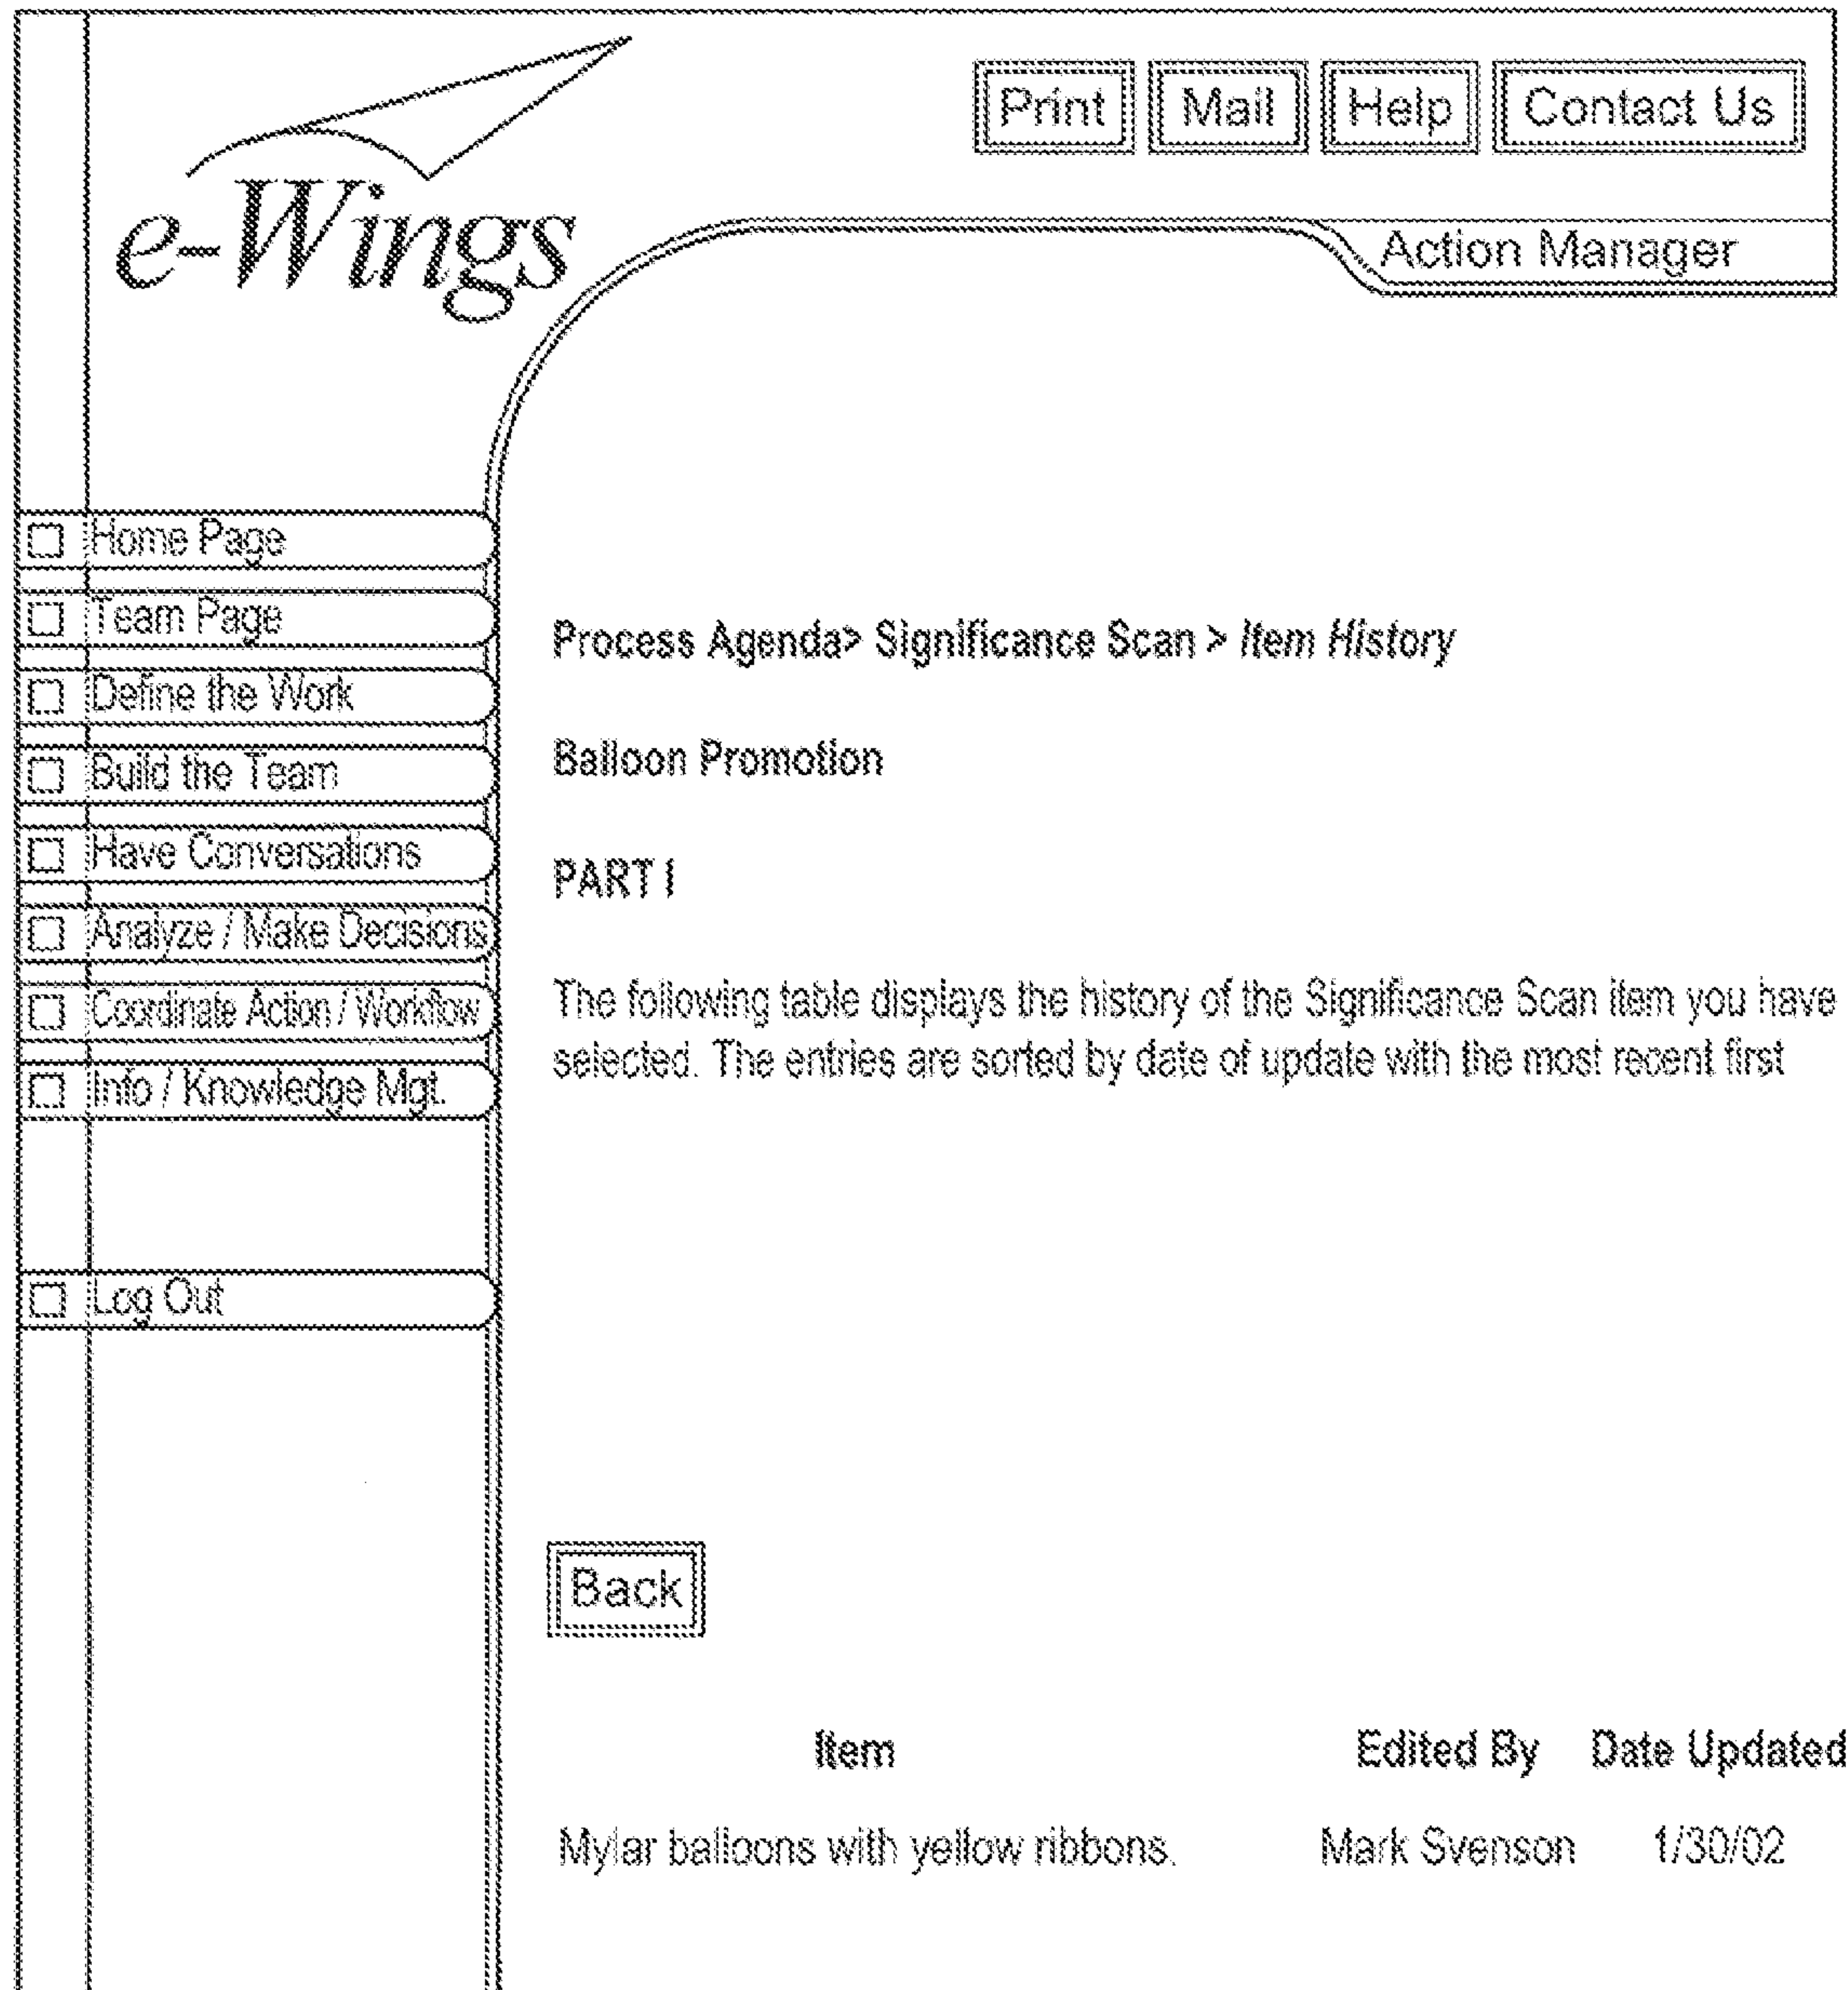 e-Wings
Print Mail Help Contact Us
Action Manager
Home Page
Team Page
Define the Work
Build the Team
Have Conversations
Analyze / Make Decisions
Coordinate Action / Workflow
Info / Knowledge Mgt.
Log Out
Process Agenda> Significance Scan > Item History
Balloon Promotion
PART I
The following table displays the history of the Significance Scan item you have
selected. The entries are sorted by date of update with the most recent first
Back
Item Edited By Date Updated
Mylar balloons with yellow ribbons. Mark Svenson 1/30/02